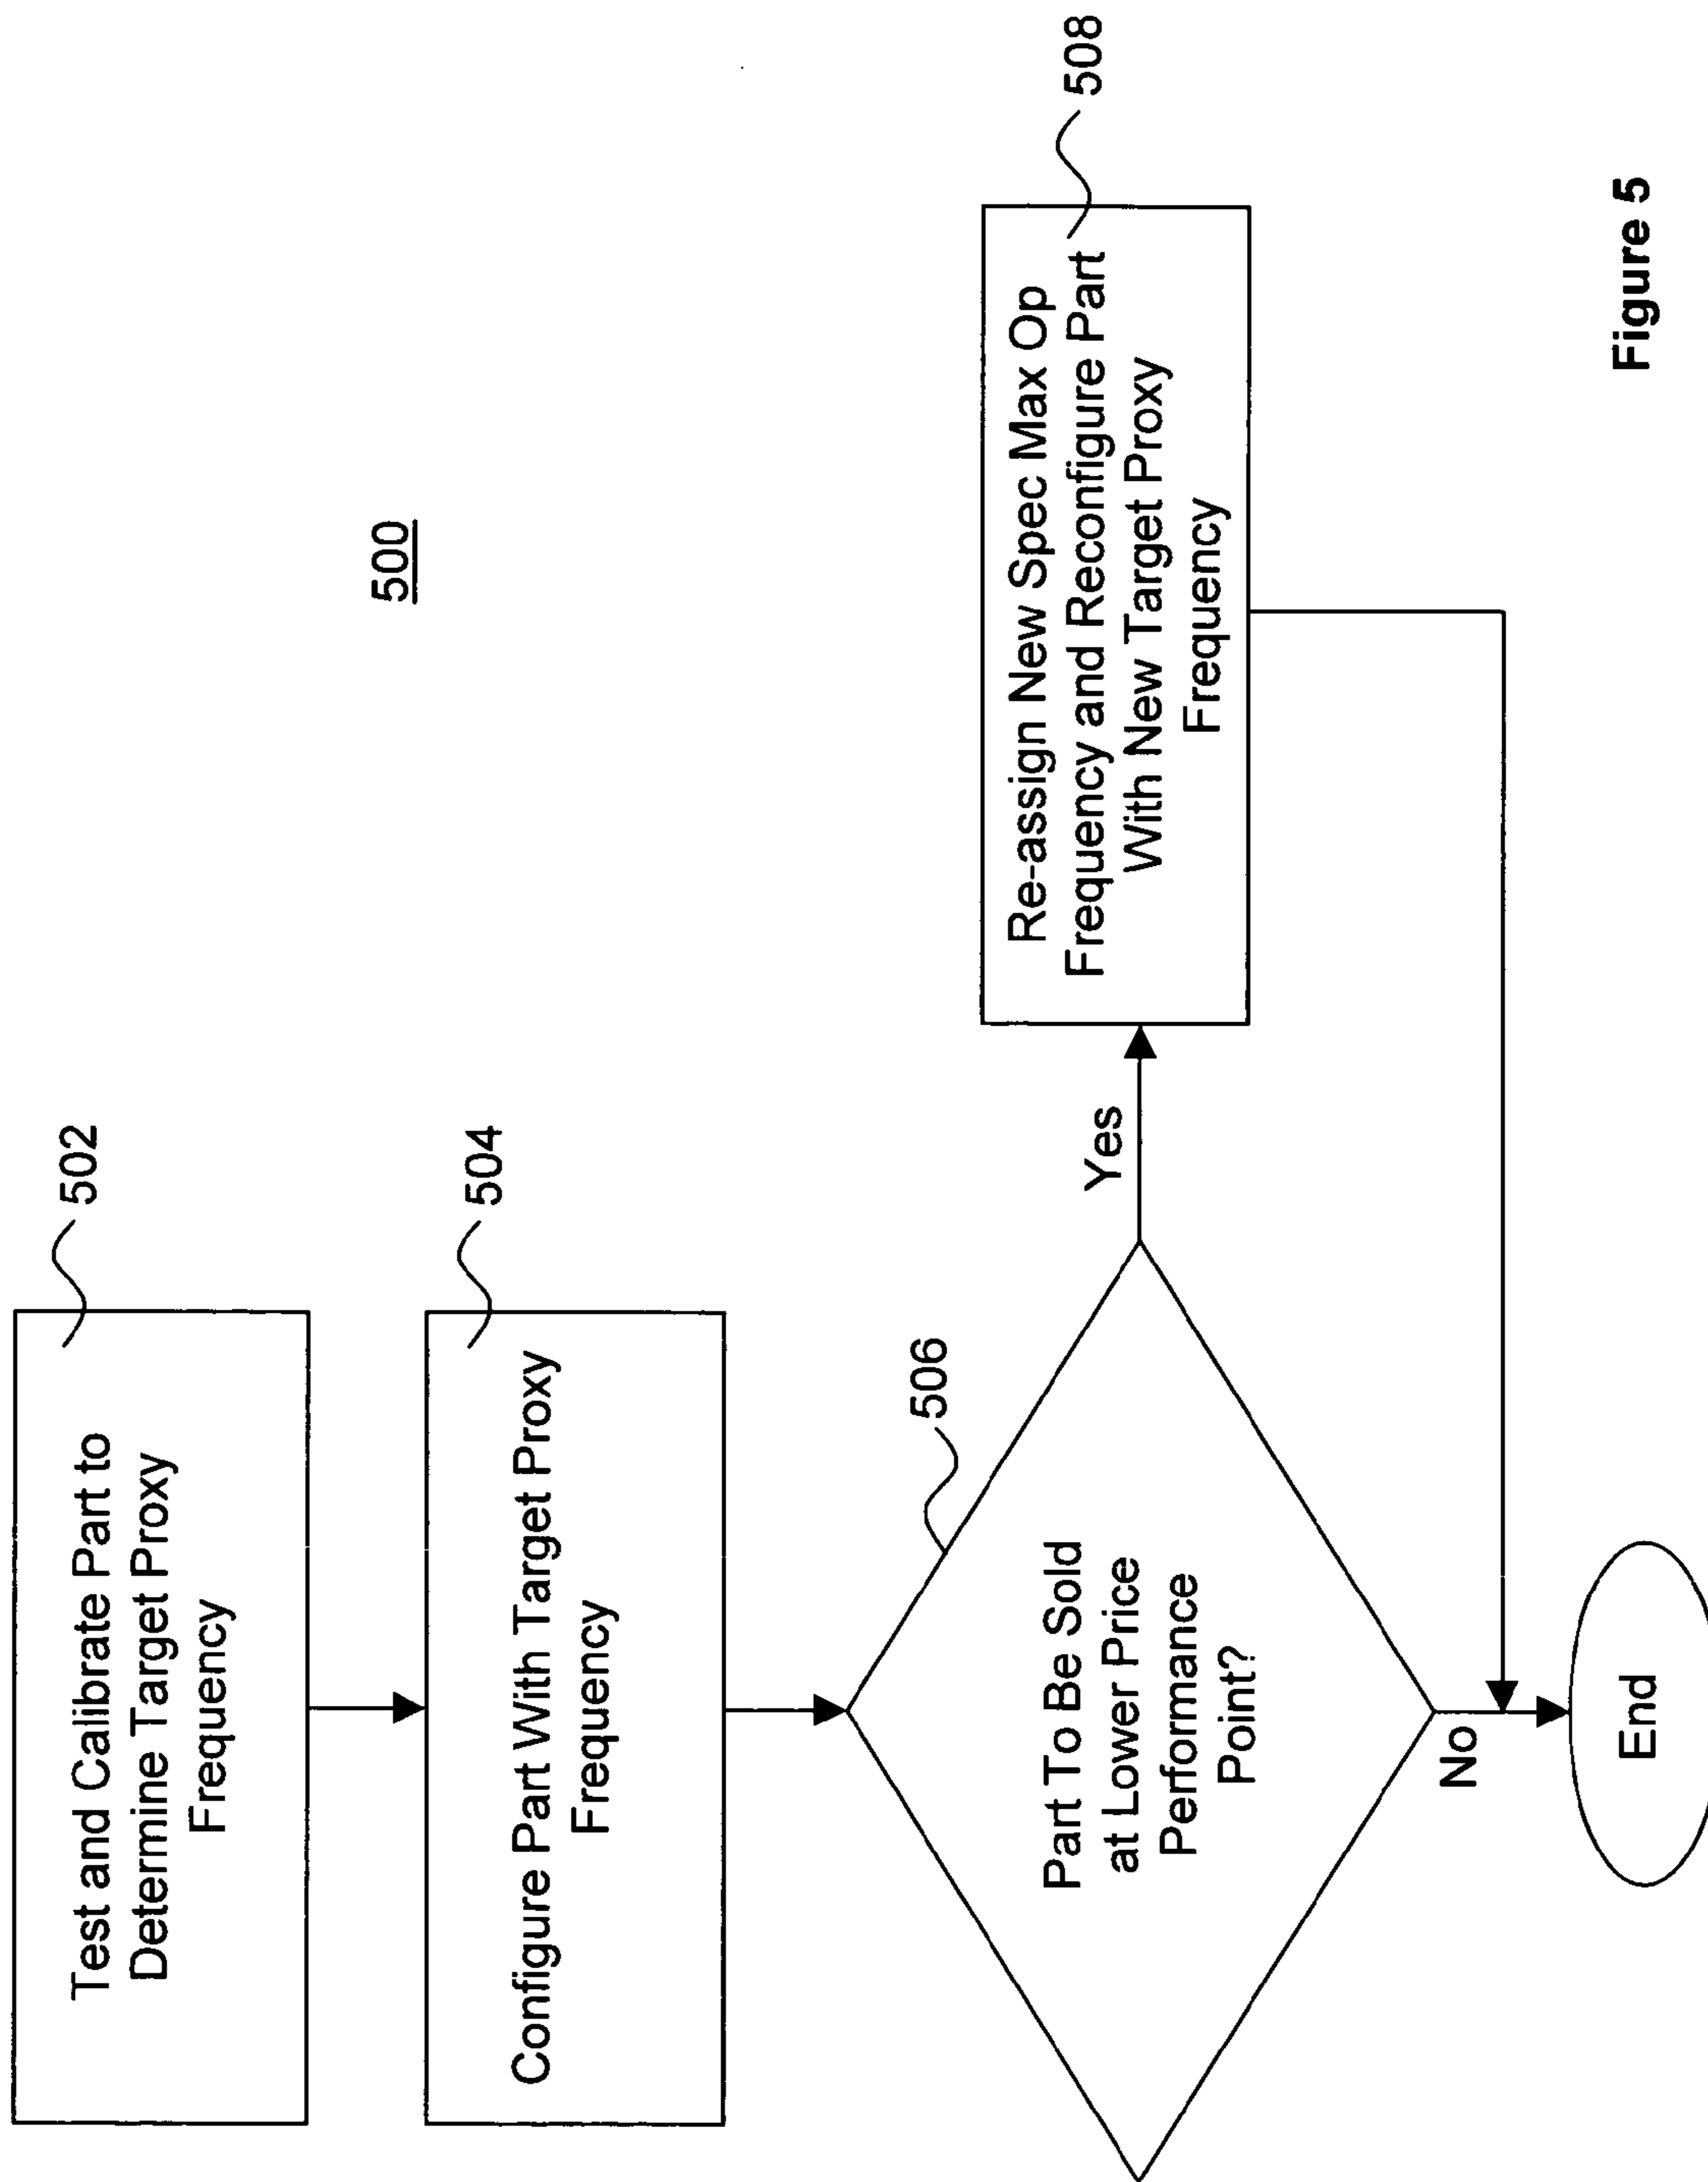 500
Test and Calibrate Part to
Determine Target Proxy
Frequency
502
Configure Part With Target Proxy
Frequency
504
Part To Be Sold
at Lower Price
Performance
Point?
506
Yes
Re-assign New Spec Max Op
Frequency and Reconfigure Part
With New Target Proxy
Frequency
508
No
End
Figure 5